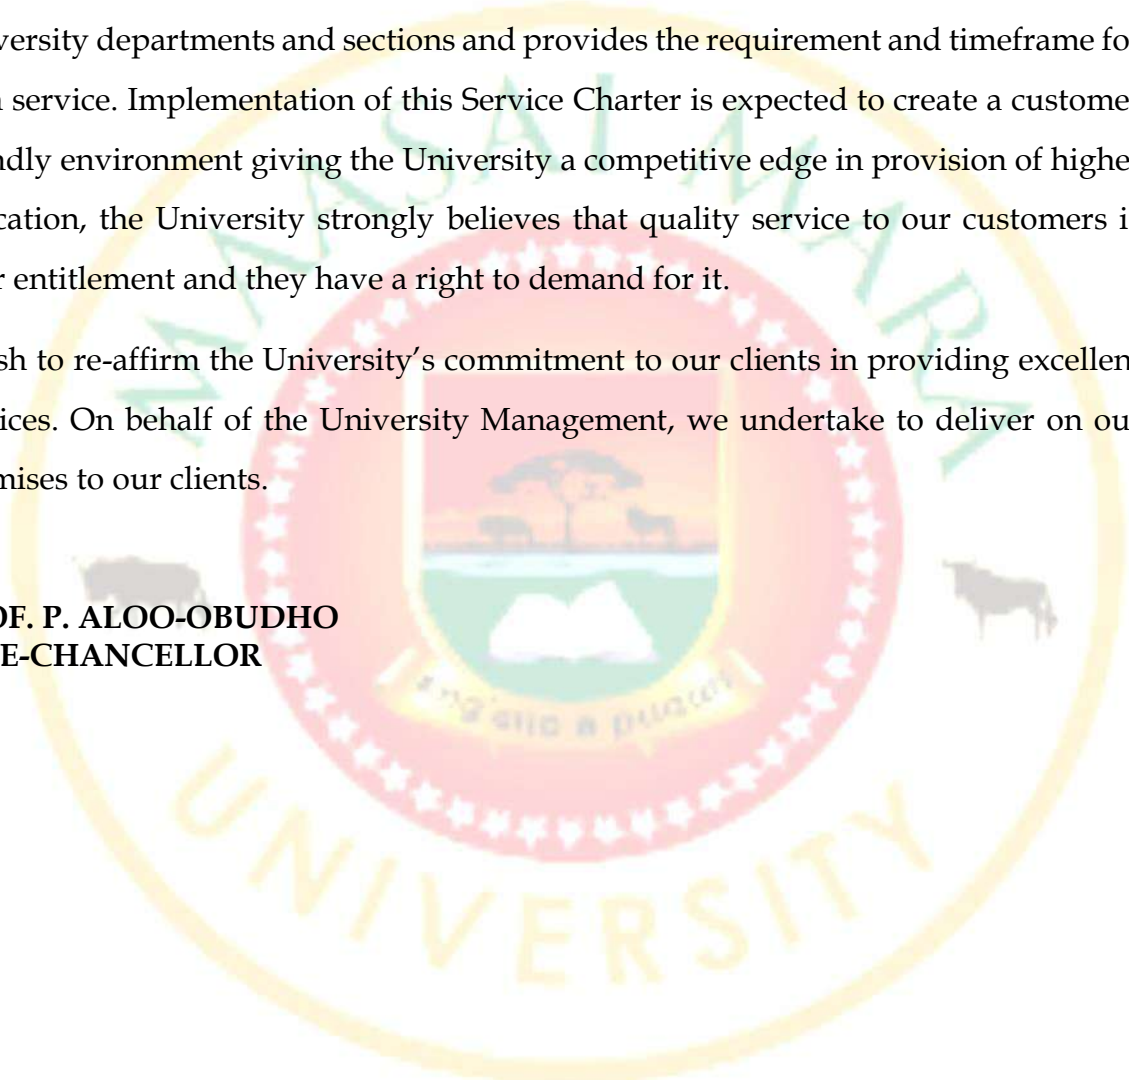 versity departments and sections and provides the requirement and timeframe fo
service. Implementation of this Service Charter is expected to create a custome
ndly environment giving the University a competitive edge in provision of highe
cation, the University strongly believes that quality service to our customers i
r entitlement and they have a right to demand for it.
sh to re-affirm the University's commitment to our clients in providing excellen
ices. On behalf of the University Management, we undertake to deliver on ou
mises to our clients.
OF. P. ALOO-OBUDHO
E-CHANCELLOR
MAASAI MARA
UNIVERSITY